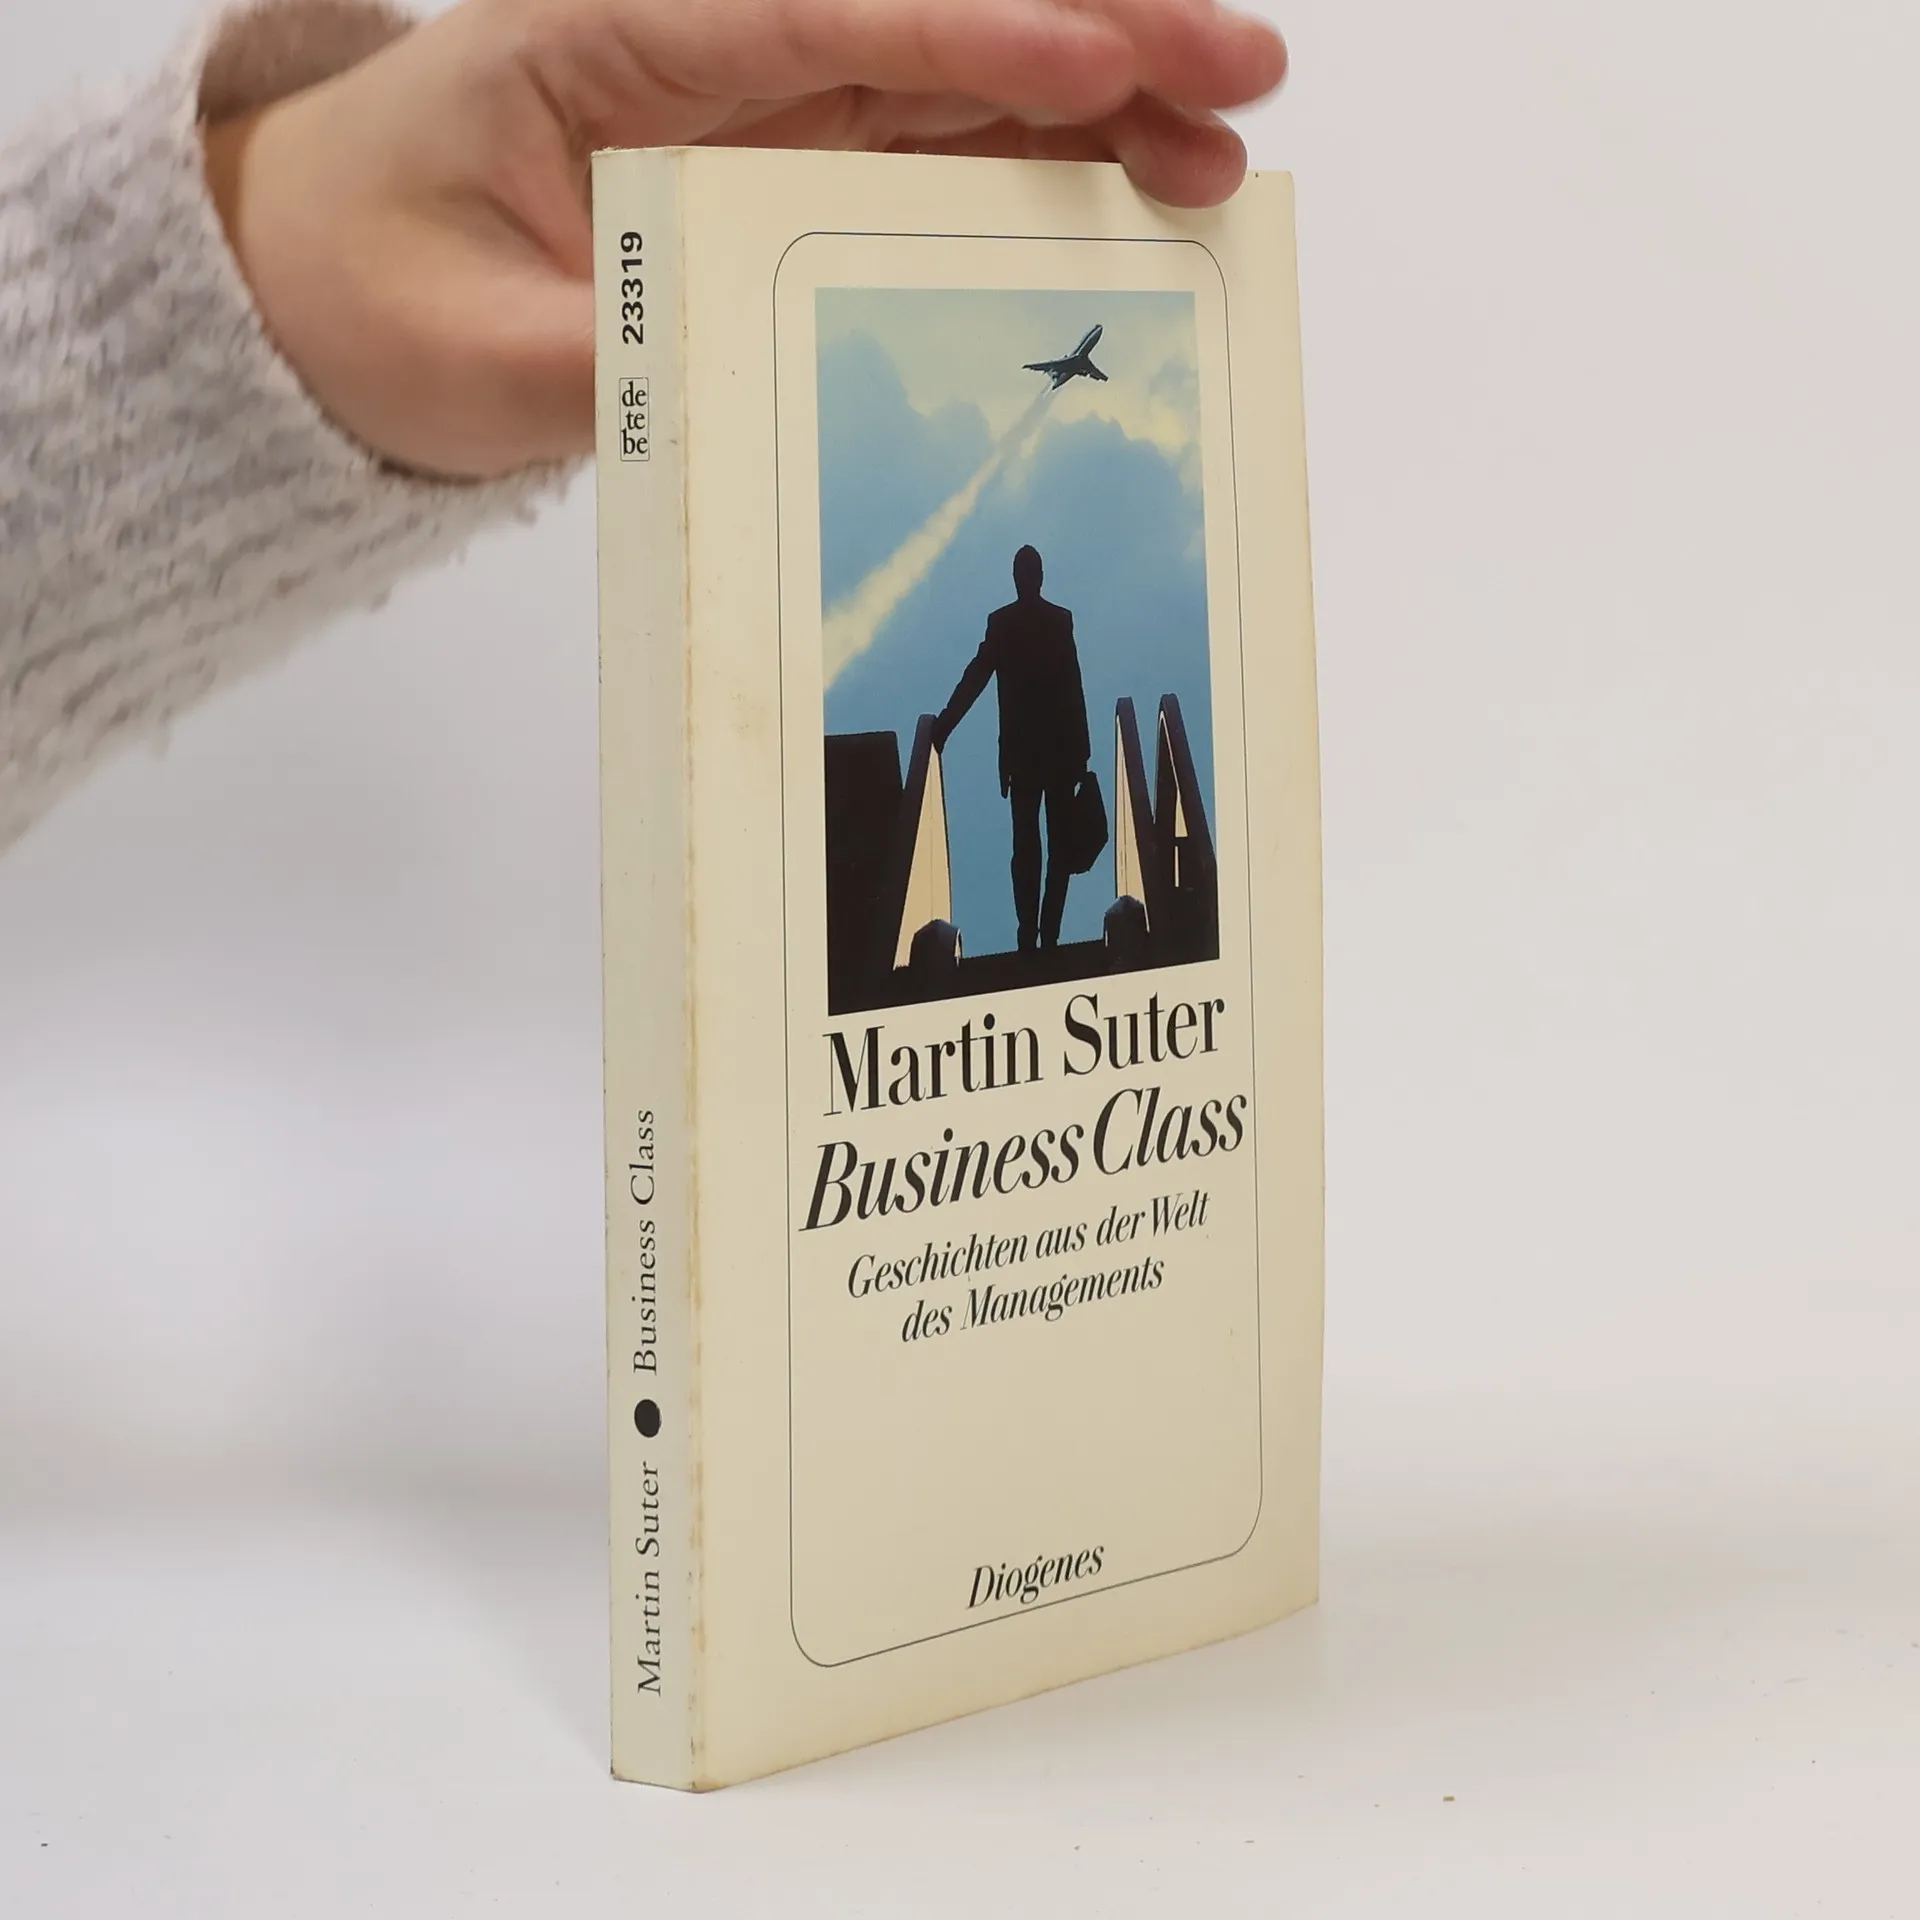 23319
de
te
be
Martin Suter ● Business Class
Martin Suter
Business Class
Geschichten aus der Welt
des Managements
Diogenes